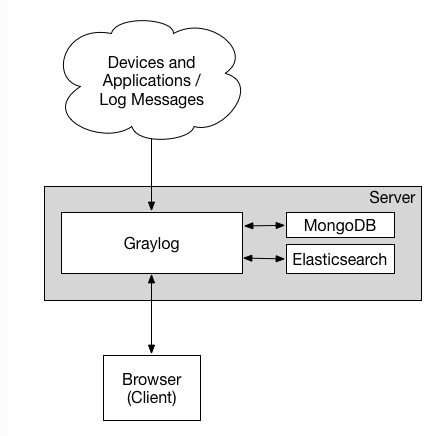 Devices and
Applications /
Log Messages
Server
Graylog
MongoDB
Elasticsearch
Browser
(Client)